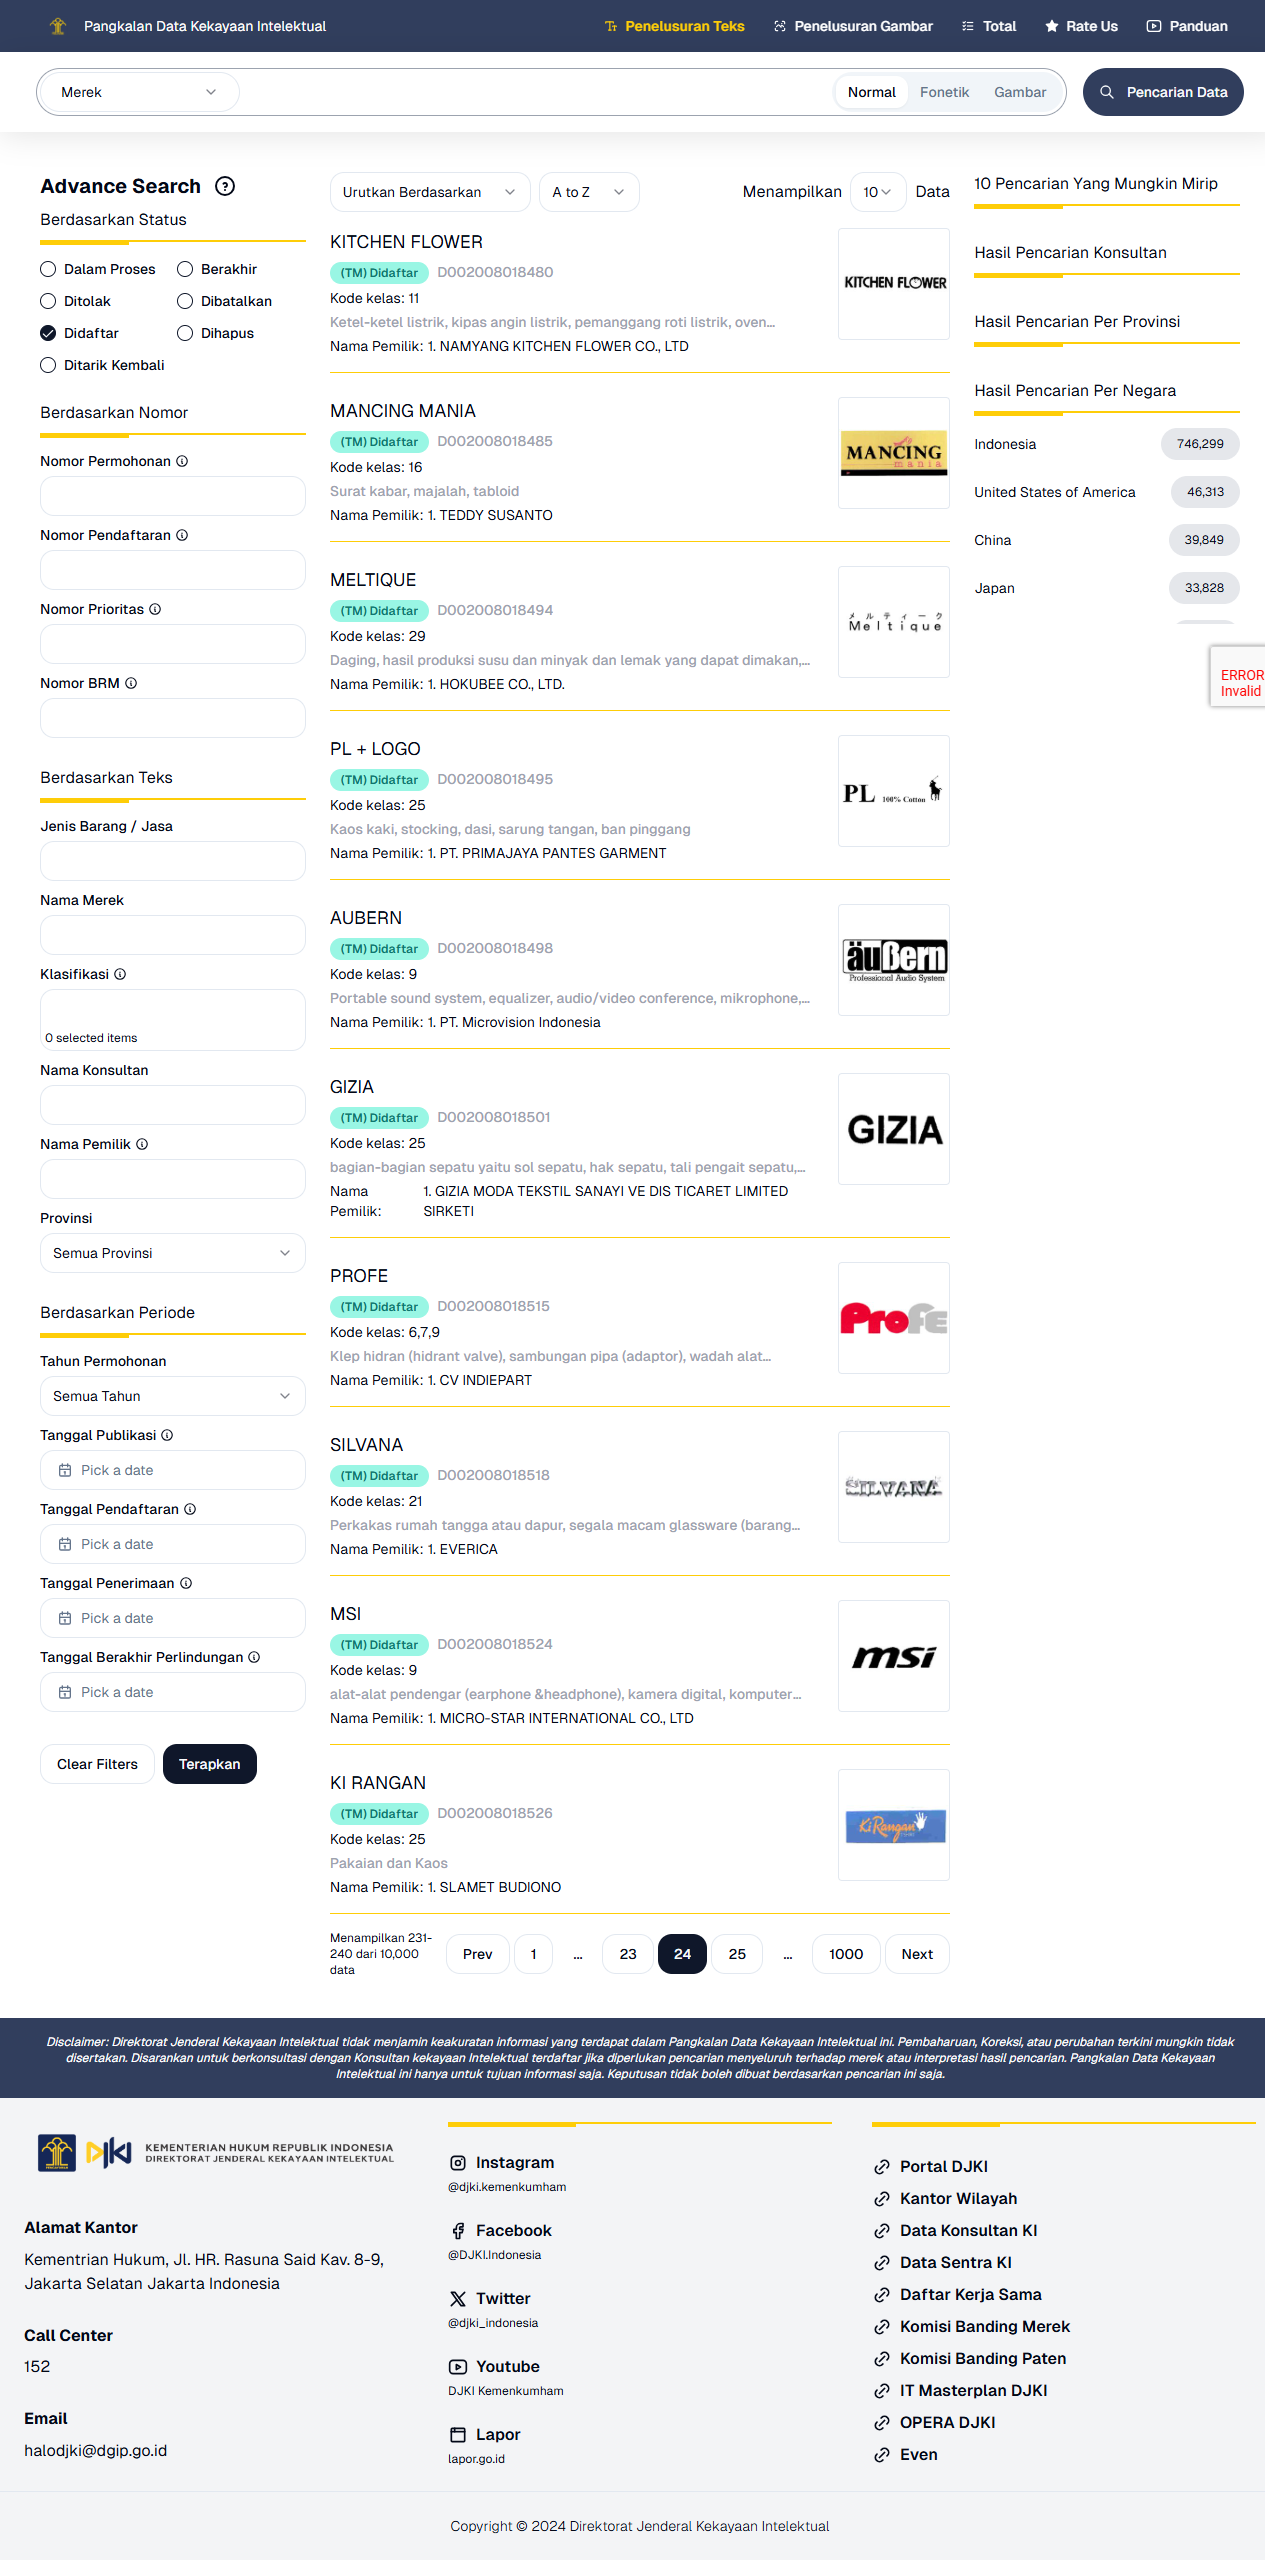 Pangkalan Data Kekayaan Intelektual
Penelusuran Teks
Penelusuran Gambar
Total
Rate Us
Panduan
Merek
Normal
Fonetik
Gambar
Pencarian Data
Advance Search
Berdasarkan Status
Dalam Proses
Berakhir
Ditolak
Dibatalkan
Didaftar
Dihapus
Ditarik Kembali
Berdasarkan Nomor
Nomor Permohonan
Nomor Pendaftaran
Nomor Prioritas
Nomor BRM
Berdasarkan Teks
Jenis Barang / Jasa
Nama Merek
Klasifikasi
0 selected items
Nama Konsultan
Nama Pemilik
Provinsi
Semua Provinsi
Berdasarkan Periode
Tahun Permohonan
Semua Tahun
Tanggal Publikasi
Pick a date
Tanggal Pendaftaran
Pick a date
Tanggal Penerimaan
Pick a date
Tanggal Berakhir Perlindungan
Pick a date
Clear Filters
Terapkan
Urutkan Berdasarkan
A to Z
Menampilkan
10
Data
KITCHEN FLOWER
(TM) Didaftar
D002008018480
Kode kelas: 11
Ketel-ketel listrik, kipas angin listrik, pemanggang roti listrik, oven...
Nama Pemilik: 1. NAMYANG KITCHEN FLOWER CO., LTD
KITCHEN FLOWER
MANCING MANIA
(TM) Didaftar
D002008018485
Kode kelas: 16
Surat kabar, majalah, tabloid
Nama Pemilik: 1. TEDDY SUSANTO
MANCING
mania
MELTIQUE
(TM) Didaftar
D002008018494
Kode kelas: 29
Daging, hasil produksi susu dan minyak dan lemak yang dapat dimakan,...
Nama Pemilik: 1. HOKUBEE CO., LTD.
メルティーク
Meltique
PL + LOGO
(TM) Didaftar
D002008018495
Kode kelas: 25
Kaos kaki, stocking, dasi, sarung tangan, ban pinggang
Nama Pemilik: 1. PT. PRIMAJAYA PANTES GARMENT
PL 100% Cotton
AUBERN
(TM) Didaftar
D002008018498
Kode kelas: 9
Portable sound system, equalizer, audio/video conference, mikrophone,...
Nama Pemilik: 1. PT. Microvision Indonesia
äußern
Professional Audio System
GIZIA
(TM) Didaftar
D002008018501
Kode kelas: 25
bagian-bagian sepatu yaitu sol sepatu, hak sepatu, tali pengait sepatu,...
Nama Pemilik: 1. GIZIA MODA TEKSTIL SANAYI VE DIS TICARET LIMITED SIRKETI
GIZIA
PROFE
(TM) Didaftar
D002008018515
Kode kelas: 6,7,9
Klep hidran (hidrant valve), sambungan pipa (adaptor), wadah alat...
Nama Pemilik: 1. CV INDIEPART
Profe
SILVANA
(TM) Didaftar
D002008018518
Kode kelas: 21
Perkakas rumah tangga atau dapur, segala macam glassware (barang...
Nama Pemilik: 1. EVERICA
SILVANA
MSI
(TM) Didaftar
D002008018524
Kode kelas: 9
alat-alat pendengar (earphone &headphone), kamera digital, komputer...
Nama Pemilik: 1. MICRO-STAR INTERNATIONAL CO., LTD
msi
KI RANGAN
(TM) Didaftar
D002008018526
Kode kelas: 25
Pakaian dan Kaos
Nama Pemilik: 1. SLAMET BUDIONO
Ki Rangan
Menampilkan 231-
240 dari 10,000
data
Prev
1
...
23
24
25
...
1000
Next
10 Pencarian Yang Mungkin Mirip
Hasil Pencarian Konsultan
Hasil Pencarian Per Provinsi
Hasil Pencarian Per Negara
Indonesia
746,299
United States of America
46,313
China
39,849
Japan
33,828
ERROR
Invalid
Disclaimer: Direktorat Jenderal Kekayaan Intelektual tidak menjamin keakuratan informasi yang terdapat dalam Pangkalan Data Kekayaan Intelektual ini. Pembaharuan, Koreksi, atau perubahan terkini mungkin tidak
disertakan. Disarankan untuk berkonsultasi dengan Konsultan kekayaan Intelektual terdaftar jika diperlukan pencarian menyeluruh terhadap merek atau interpretasi hasil pencarian. Pangkalan Data Kekayaan
Intelektual ini hanya untuk tujuan informasi saja. Keputusan tidak boleh dibuat berdasarkan pencarian ini saja.
DJKI
KEMENTERIAN HUKUM REPUBLIK INDONESIA
DIREKTORAT JENDERAL KEKAYAAN INTELEKTUAL
Alamat Kantor
Kementrian Hukum, Jl. HR. Rasuna Said Kav. 8-9,
Jakarta Selatan Jakarta Indonesia
Call Center
152
Email
halodjki@dgip.go.id
Instagram
@djki.kemenkumham
Facebook
@DJKI.Indonesia
Twitter
@djki_indonesia
Youtube
DJKI Kemenkumham
Lapor
lapor.go.id
Portal DJKI
Kantor Wilayah
Data Konsultan KI
Data Sentra KI
Daftar Kerja Sama
Komisi Banding Merek
Komisi Banding Paten
IT Masterplan DJKI
OPERA DJKI
Even
Copyright © 2024 Direktorat Jenderal Kekayaan Intelektual